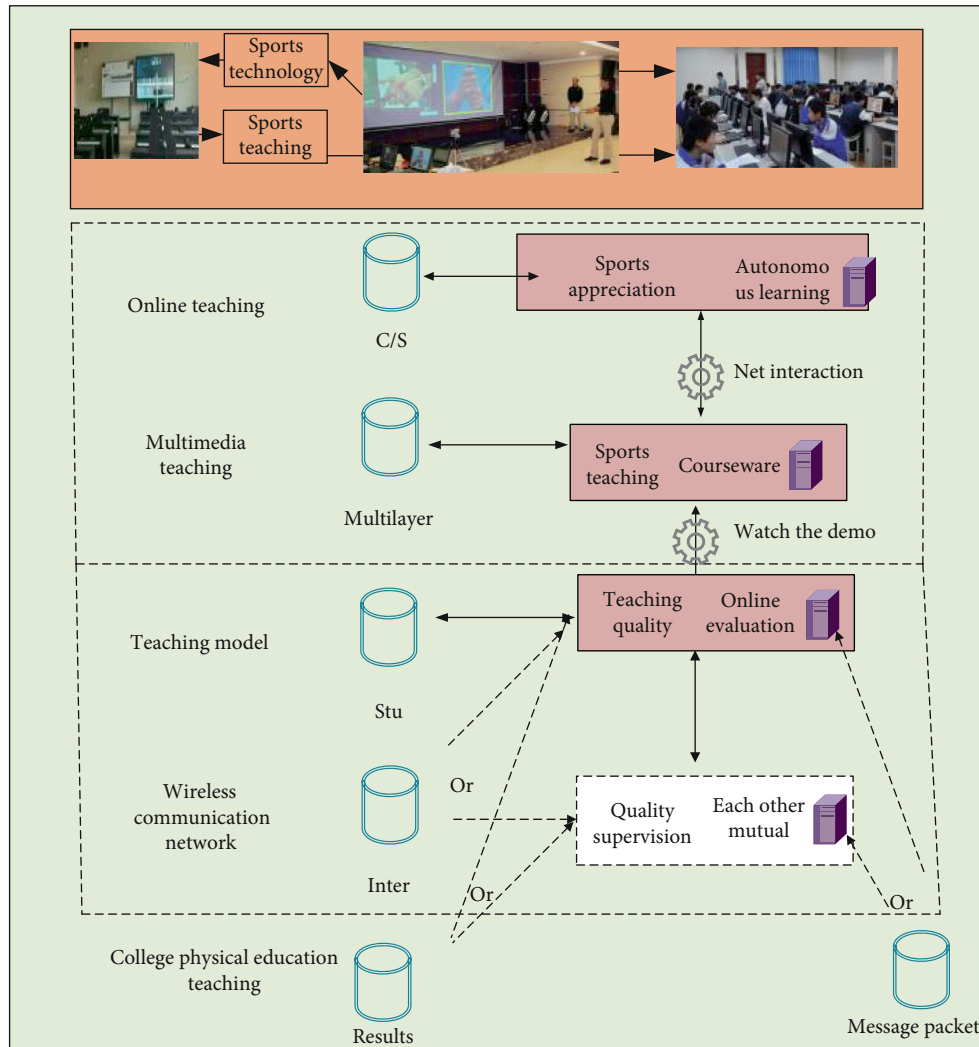 Sports
technology
Sports
teaching
Online teaching
C/S
Sports
appreciation
Autonomo
us learning
Net interaction
Multimedia
teaching
Multilayer
Sports
teaching
Courseware
Watch the demo
Teaching model
Stu
Teaching
quality
Online
evaluation
Or
Wireless
communication
network
Inter
Quality
supervision
Each other
mutual
Or
Or
College physical education
teaching
Results
Message packet